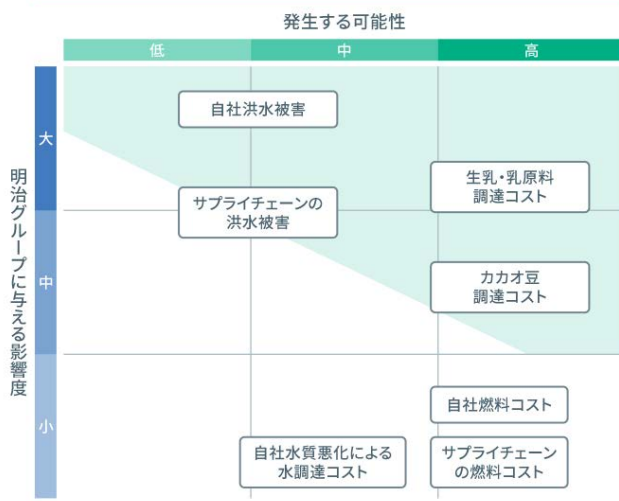 発生する可能性
低
中
高
明治グループに与える影響度
大
中
小
自社洪水被害
生乳・乳原料
調達コスト
サプライチェーンの
洪水被害
カカオ豆
調達コスト
自社燃料コスト
自社水質悪化による
水調達コスト
サプライチェーン
の燃料コスト